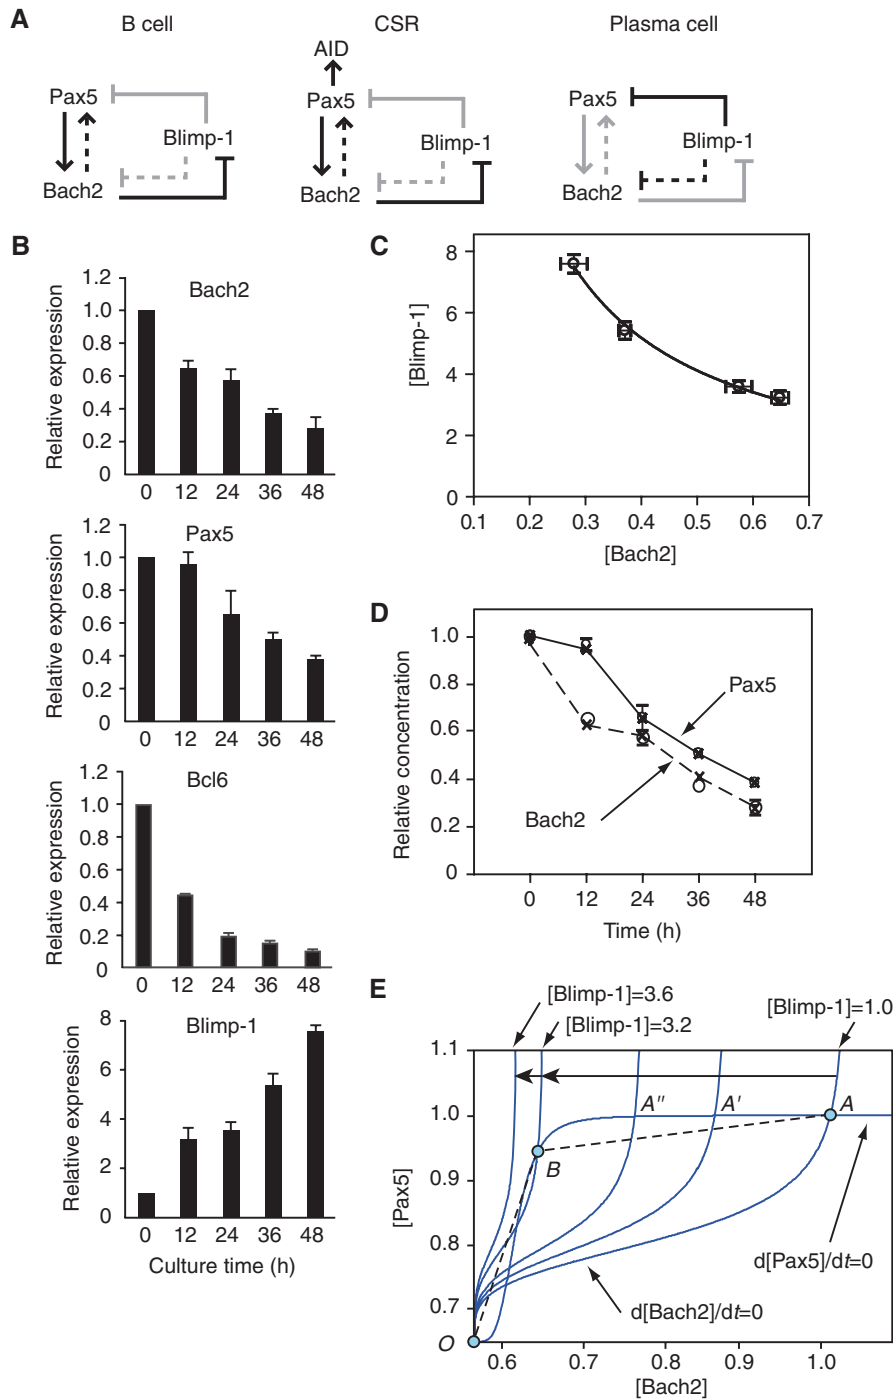 A
B cell
CSR
Plasma cell
AID
Pax5
Blimp-1
Bach2
Pax5
Blimp-1
Bach2
Pax5
Blimp-1
Bach2
B
Bach2
Relative expression
1.2
1.0
0.8
0.6
0.4
0.2
0
0 12 24 36 48
Pax5
Relative expression
1.2
1.0
0.8
0.6
0.4
0.2
0
0 12 24 36 48
Bcl6
Relative expression
1.2
1.0
0.8
0.6
0.4
0.2
0
0 12 24 36 48
Blimp-1
Relative expression
8
6
4
2
0
0 12 24 36 48
Culture time (h)
C
[Blimp-1]
8
6
4
2
0
0.1 0.2 0.3 0.4 0.5 0.6 0.7
[Bach2]
D
Relative concentration
1.0
0.8
0.6
0.4
0.2
0
Pax5
Bach2
0 12 24 36 48
Time (h)
E
[Blimp-1]=3.6
[Blimp-1]=3.2
[Blimp-1]=1.0
[Pax5]
1.1
1.0
0.9
0.8
0.7
O
A″
A′
A
B
d[Pax5]/dt=0
d[Bach2]/dt=0
0.6 0.7 0.8 0.9 1.0
[Bach2]